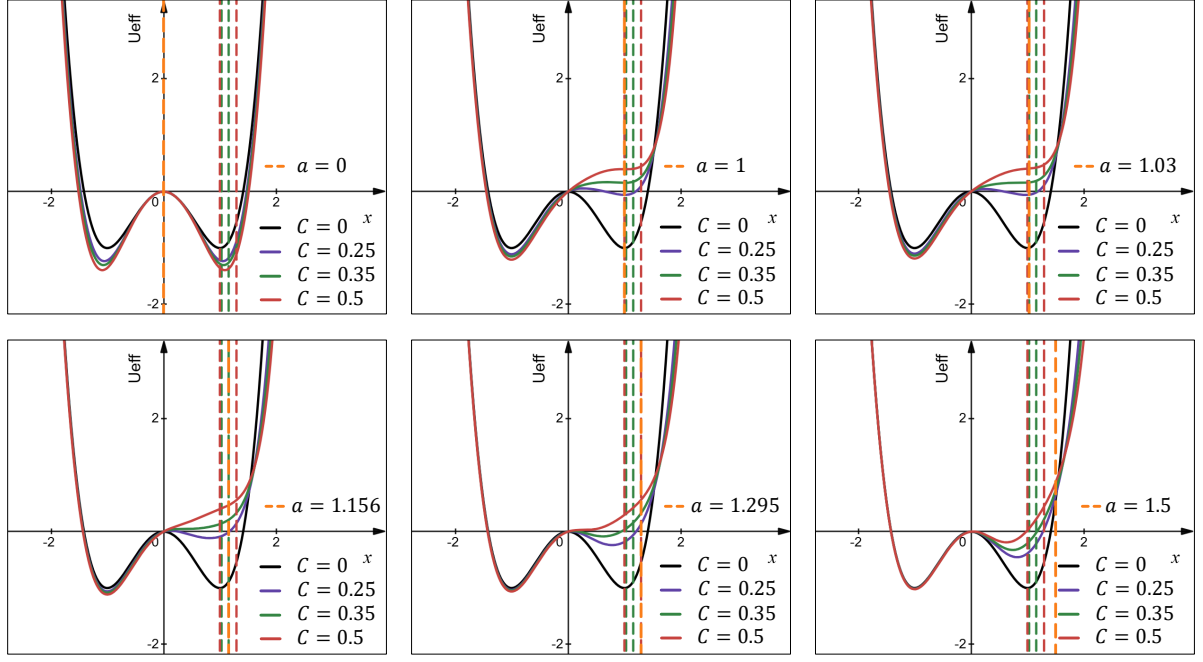 Ueff
2
a = 0
-2
0
2
x
C = 0
C = 0.25
C = 0.35
C = 0.5
-2
Ueff
2
a = 1
-2
0
2
x
C = 0
C = 0.25
C = 0.35
C = 0.5
-2
Ueff
2
a = 1.03
-2
0
2
x
C = 0
C = 0.25
C = 0.35
C = 0.5
-2
Ueff
2
a = 1.156
-2
0
2
x
C = 0
C = 0.25
C = 0.35
C = 0.5
-2
Ueff
2
a = 1.295
-2
0
2
x
C = 0
C = 0.25
C = 0.35
C = 0.5
-2
Ueff
2
a = 1.5
-2
0
2
x
C = 0
C = 0.25
C = 0.35
C = 0.5
-2